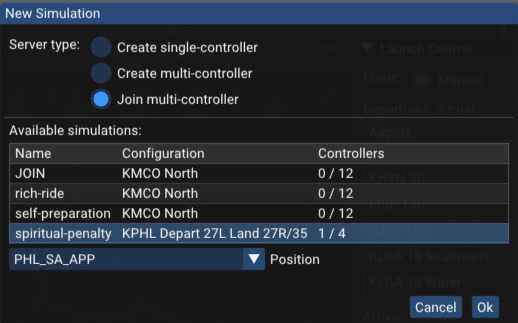 New Simulation
Server type: Create single-controller
Create multi-controller
Join multi-controller
Available simulations:
Name Configuration Controllers
JOIN KMCO North 0 / 12
rich-ride KMCO North 0 / 12
self-preparation KMCO North 0 / 12
spiritual-penalty KPHL Depart 27L Land 27R/35 1 / 4
PHL_SA_APP Position
Cancel Ok
Launch Control
Mode: Manual
Departures: 2 total
Airport
KLGA 13 Southwest
KLGA 13 Water